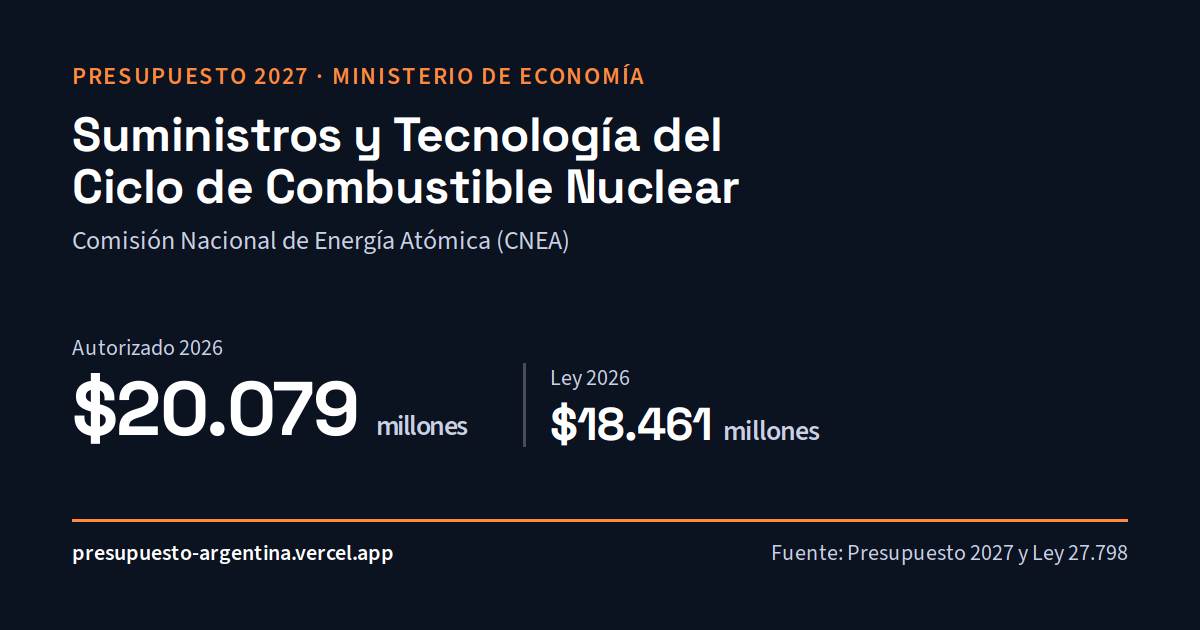 PRESUPUESTO 2027 · MINISTERIO DE ECONOMÍA
Suministros y Tecnología del
Ciclo de Combustible Nuclear
Comisión Nacional de Energía Atómica (CNEA)
Autorizado 2026
$20.079 millones
Ley 2026
$18.461 millones
presupuesto-argentina.vercel.app
Fuente: Presupuesto 2027 y Ley 27.798